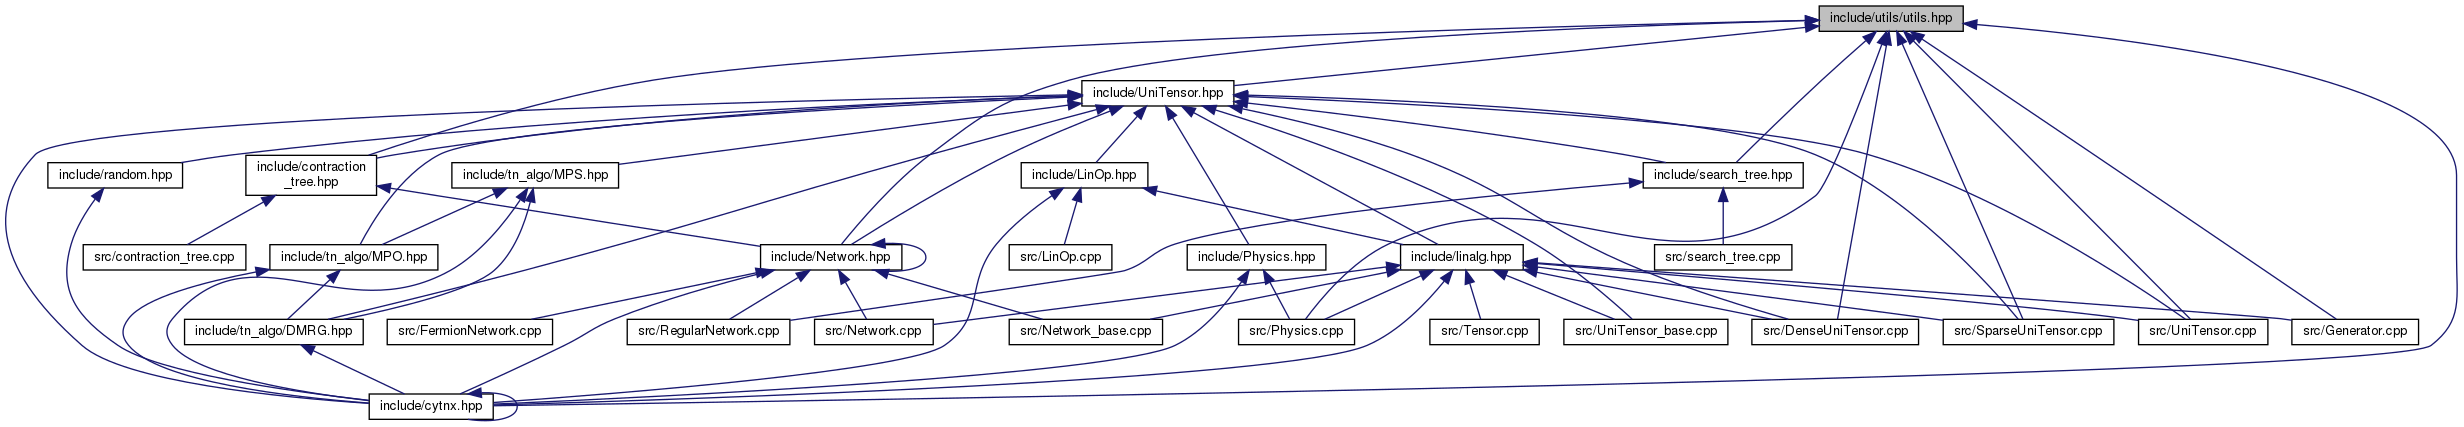 include/utils/utils.hpp
include/UniTensor.hpp
include/random.hpp
include/contraction
_tree.hpp
include/tn_algo/MPS.hpp
include/LinOp.hpp
include/search_tree.hpp
src/contraction_tree.cpp
include/tn_algo/MPO.hpp
include/Network.hpp
src/LinOp.cpp
include/Physics.hpp
include/linalg.hpp
src/search_tree.cpp
include/tn_algo/DMRG.hpp
src/FermionNetwork.cpp
src/RegularNetwork.cpp
src/Network.cpp
src/Network_base.cpp
src/Physics.cpp
src/Tensor.cpp
src/UniTensor_base.cpp
src/DenseUniTensor.cpp
src/SparseUniTensor.cpp
src/UniTensor.cpp
src/Generator.cpp
include/cytnx.hpp